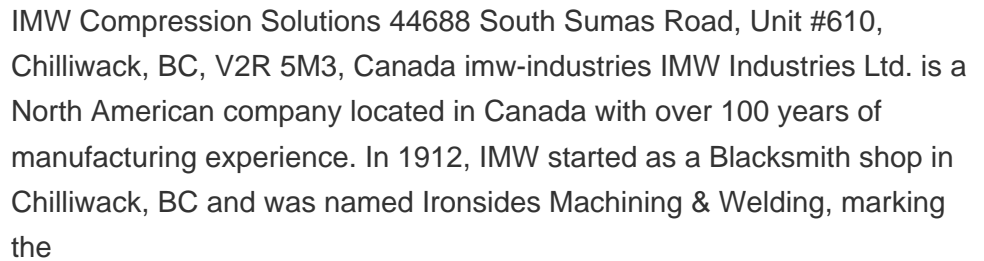 IMW Compression Solutions 44688 South Sumas Road, Unit #610,
Chilliwack, BC, V2R 5M3, Canada imw-industries IMW Industries Ltd. is a
North American company located in Canada with over 100 years of
manufacturing experience. In 1912, IMW started as a Blacksmith shop in
Chilliwack, BC and was named Ironsides Machining & Welding, marking
the